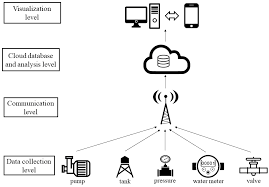 Visualization
level
Cloud database
and analysis level
Communication
level
Data collection
level
pump
tank
pressure
water meter
valve